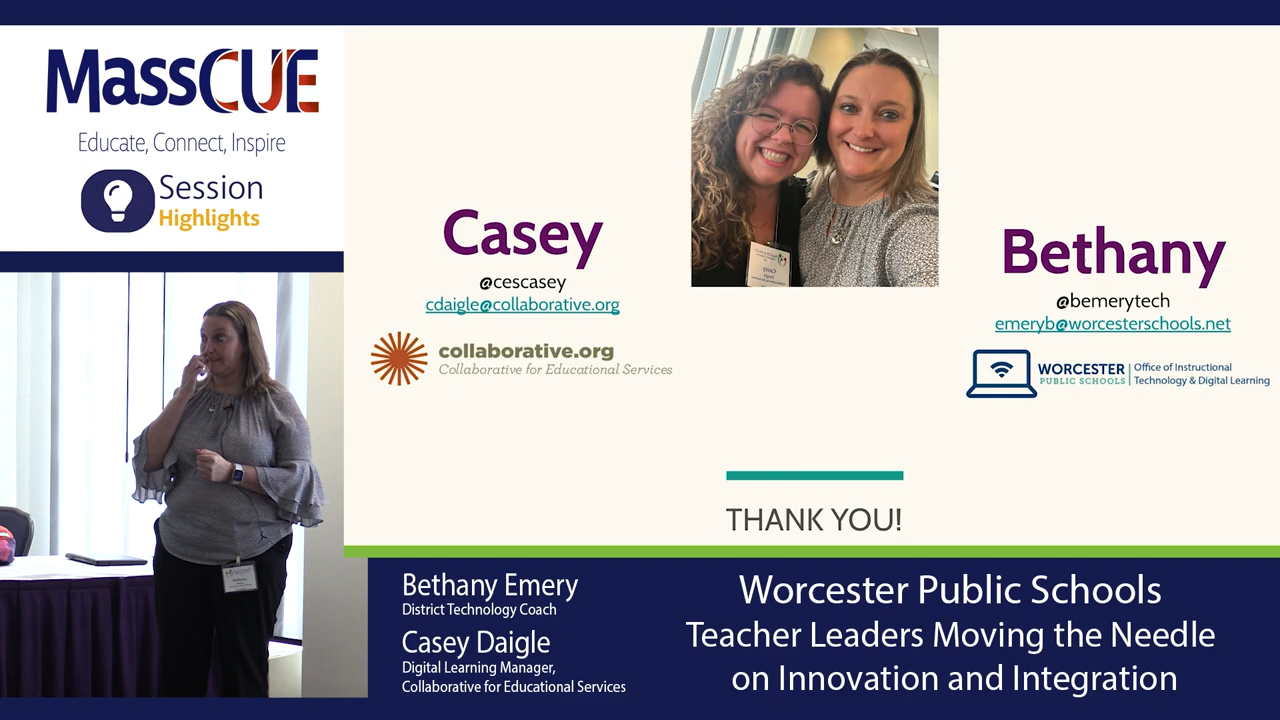 MassCUE
Educate, Connect, Inspire
Session
Highlights
Casey
@cescasey
cdaigle@collaborative.org
collaborative.org
Collaborative for Educational Services
Bethany
@bemerytech
emeryb@worcesterschools.net
WORCESTER
PUBLIC SCHOOLS
Office of Instructional
Technology & Digital Learning
THANK YOU!
Bethany Emery
District Technology Coach
Casey Daigle
Digital Learning Manager,
Collaborative for Educational Services
Worcester Public Schools
Teacher Leaders Moving the Needle
on Innovation and Integration